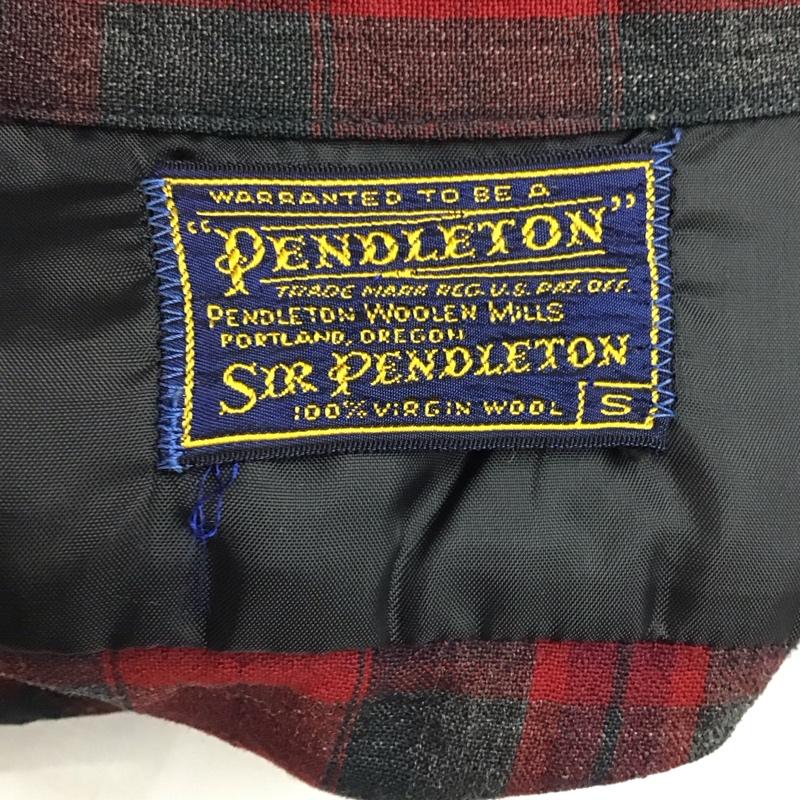 WARRANTED TO BE A
"PENDLETON"
TRADE MARK REG. U.S. PAT. OFF.
PENDLETON WOOLEN MILLS
PORTLAND, OREGON
SIR PENDLETON
100% VIRGIN WOOL S